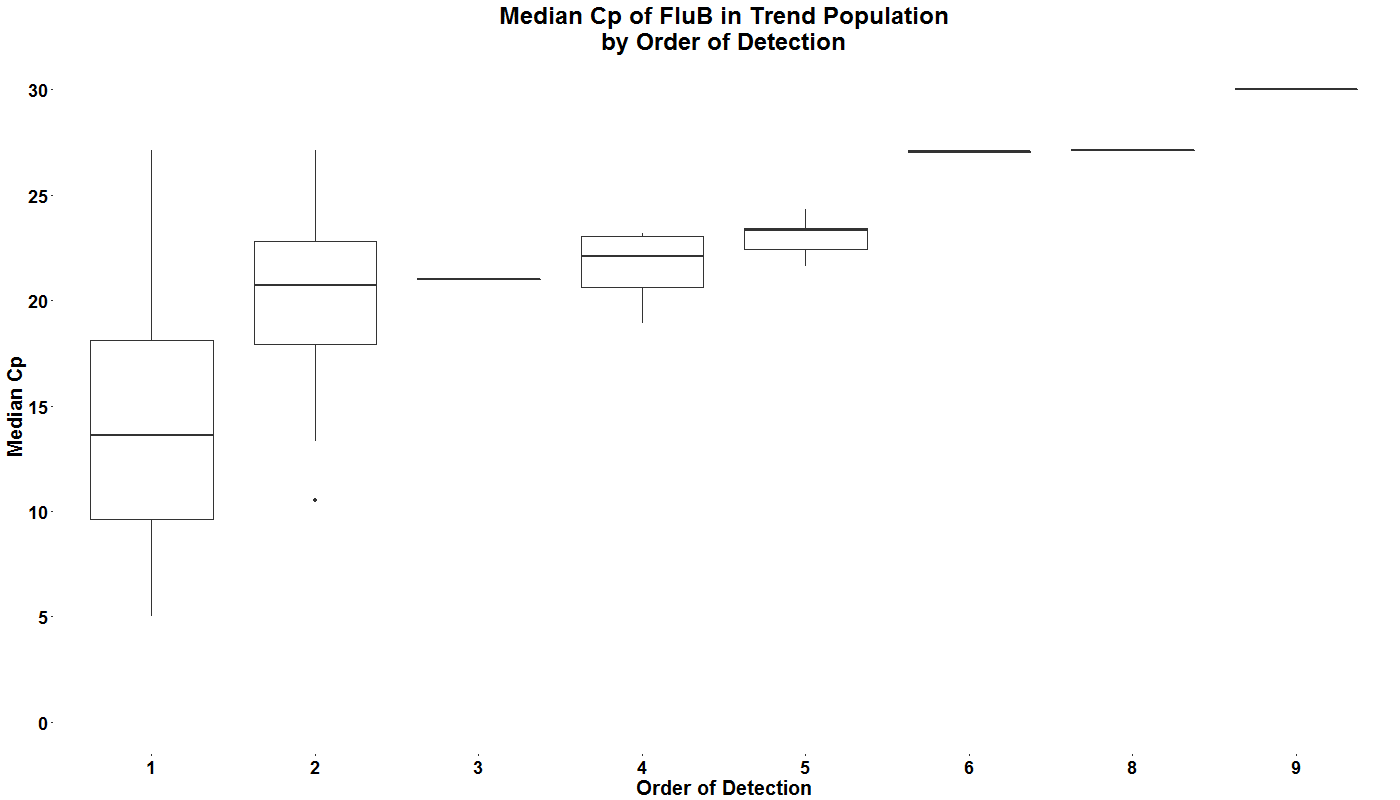 Median Cp of FluB in Trend Population
by Order of Detection
30
25
20
15
10
5
0
Median Cp
1 2 3 4 5 6 8 9
Order of Detection